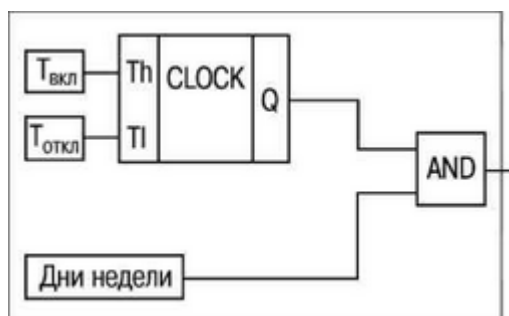 Tвкл
Th
CLOCK
Q
Tоткл
Tl
AND
Дни недели